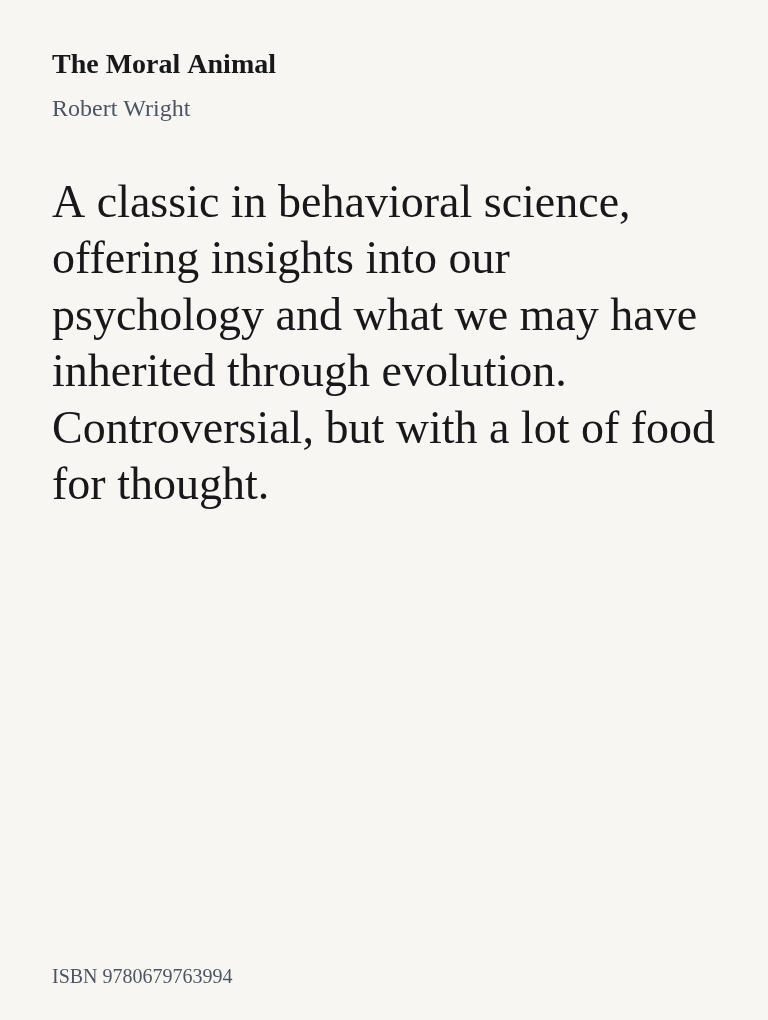 The Moral Animal
Robert Wright
A classic in behavioral science,
offering insights into our
psychology and what we may have
inherited through evolution.
Controversial, but with a lot of food
for thought.
ISBN 9780679763994